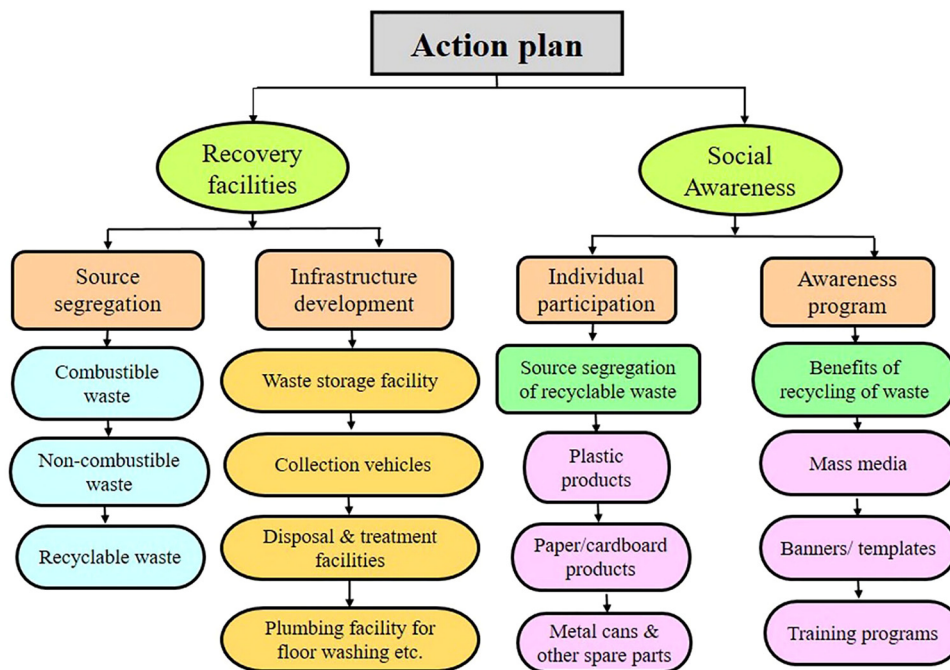 Action plan
Recovery
facilities
Social
Awareness
Source
segregation
Infrastructure
development
Individual
participation
Awareness
program
Combustible
waste
Non-combustible
waste
Recyclable waste
Waste storage facility
Collection vehicles
Disposal & treatment
facilities
Plumbing facility for
floor washing etc.
Source segregation
of recyclable waste
Plastic
products
Paper/cardboard
products
Metal cans &
other spare parts
Benefits of
recycling of waste
Mass media
Banners/ templates
Training programs